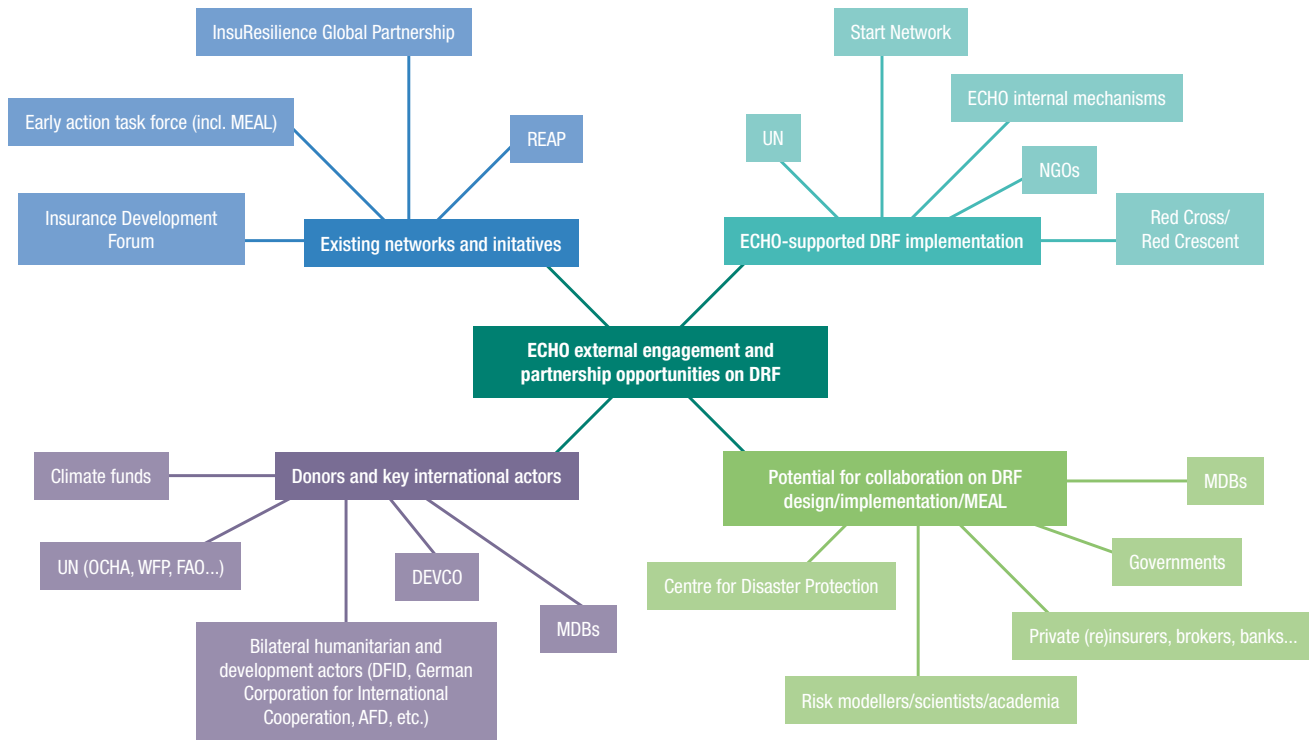 InsuResilience Global Partnership
Early action task force (incl. MEAL)
REAP
Insurance Development
Forum
Existing networks and initatives
Start Network
ECHO internal mechanisms
UN
NGOs
Red Cross/
Red Crescent
ECHO-supported DRF implementation
ECHO external engagement and
partnership opportunities on DRF
Donors and key international actors
Climate funds
UN (OCHA, WFP, FAO...)
DEVCO
MDBs
Bilateral humanitarian and
development actors (DFID, German
Corporation for International
Cooperation, AFD, etc.)
Potential for collaboration on DRF
design/implementation/MEAL
MDBs
Governments
Centre for Disaster Protection
Private (re)insurers, brokers, banks...
Risk modellers/scientists/academia